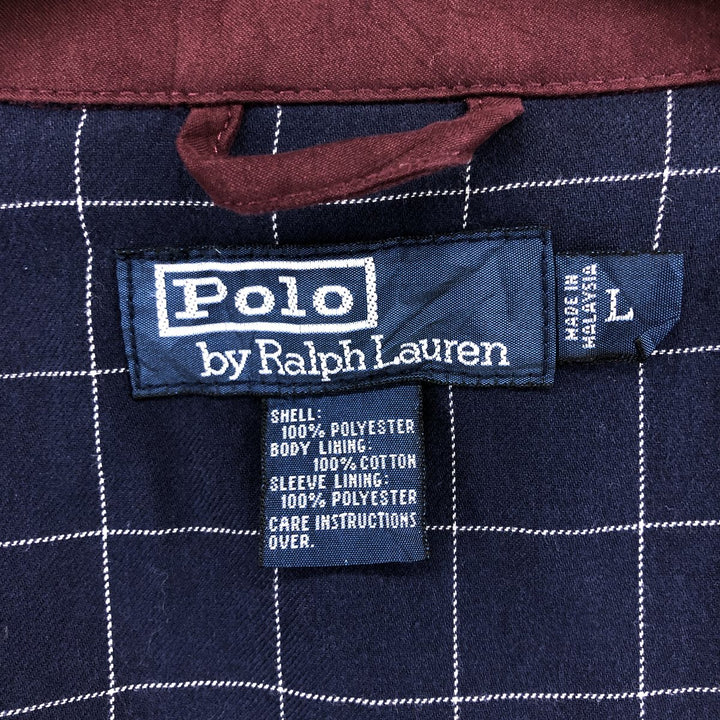 Polo
by Ralph Lauren
MADE IN
MALAYSIA
L
SHELL:
100% POLYESTER
BODY LINING:
100% COTTON
SLEEVE LINING:
100% POLYESTER
CARE INSTRUCTIONS
OVER.